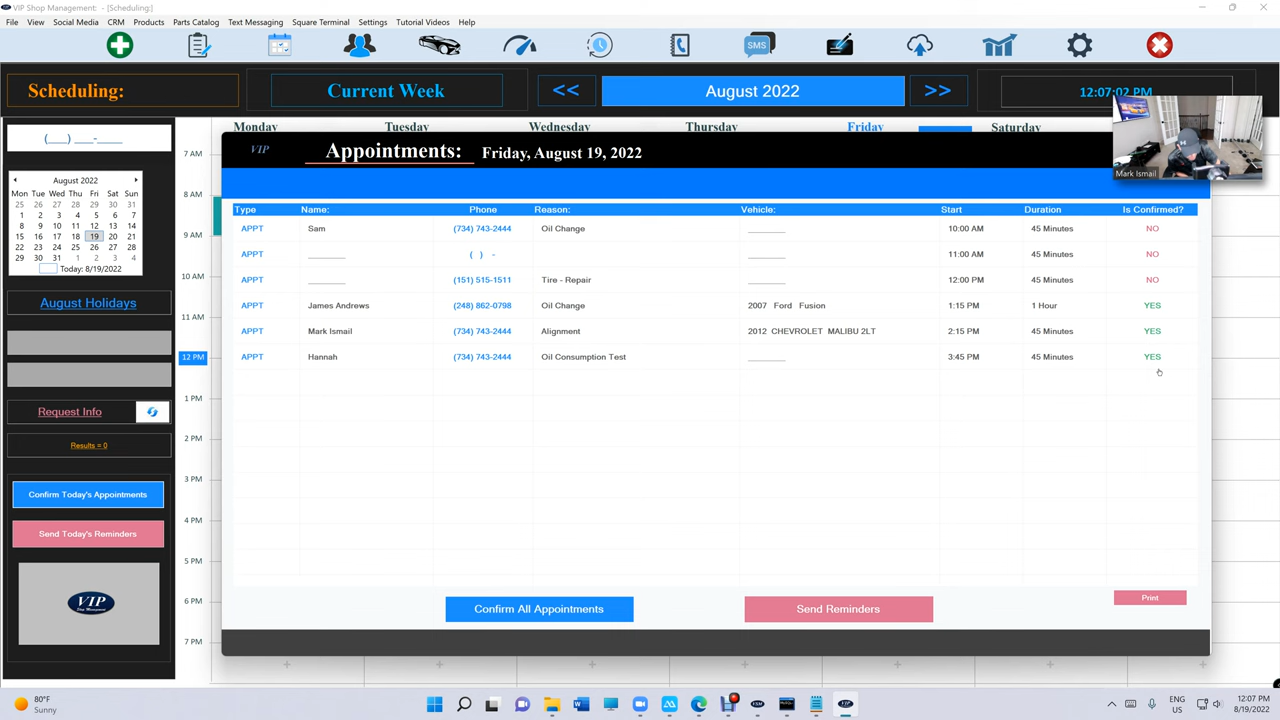 VIP Shop Management: - [Scheduling:]
File View Social Media CRM Products Parts Catalog Text Messaging Square Terminal Settings Tutorial Videos Help
SMS
Scheduling: Current Week << August 2022 >> 12:07:02 PM
Monday Tuesday Wednesday Thursday Friday Saturday
(___) ___-____
August 2022
Mon Tue Wed Thu Fri Sat Sun
25 26 27 28 29 30 31
1 2 3 4 5 6 7
8 9 10 11 12 13 14
15 16 17 18 19 20 21
22 23 24 25 26 27 28
29 30 31 1 2 3 4
Today: 8/19/2022
August Holidays
Request Info
Results = 0
Confirm Today's Appointments
Send Today's Reminders
VIP
7 AM
8 AM
9 AM
10 AM
11 AM
12 PM
1 PM
2 PM
3 PM
4 PM
5 PM
6 PM
7 PM
VIP Appointments: Friday, August 19, 2022
Mark Ismail
Type Name: Phone Reason: Vehicle: Start Duration Is Confirmed?
APPT Sam (734) 743-2444 Oil Change ________ 10:00 AM 45 Minutes NO
APPT ________ ( ) - ________ 11:00 AM 45 Minutes NO
APPT ________ (151) 515-1511 Tire - Repair ________ 12:00 PM 45 Minutes NO
APPT James Andrews (248) 862-0798 Oil Change 2007 Ford Fusion 1:15 PM 1 Hour YES
APPT Mark Ismail (734) 743-2444 Alignment 2012 CHEVROLET MALIBU 2LT 2:15 PM 45 Minutes YES
APPT Hannah (734) 743-2444 Oil Consumption Test ________ 3:45 PM 45 Minutes YES
Print
Confirm All Appointments Send Reminders
80°F
Sunny
ENG
US
12:07 PM
8/19/2022